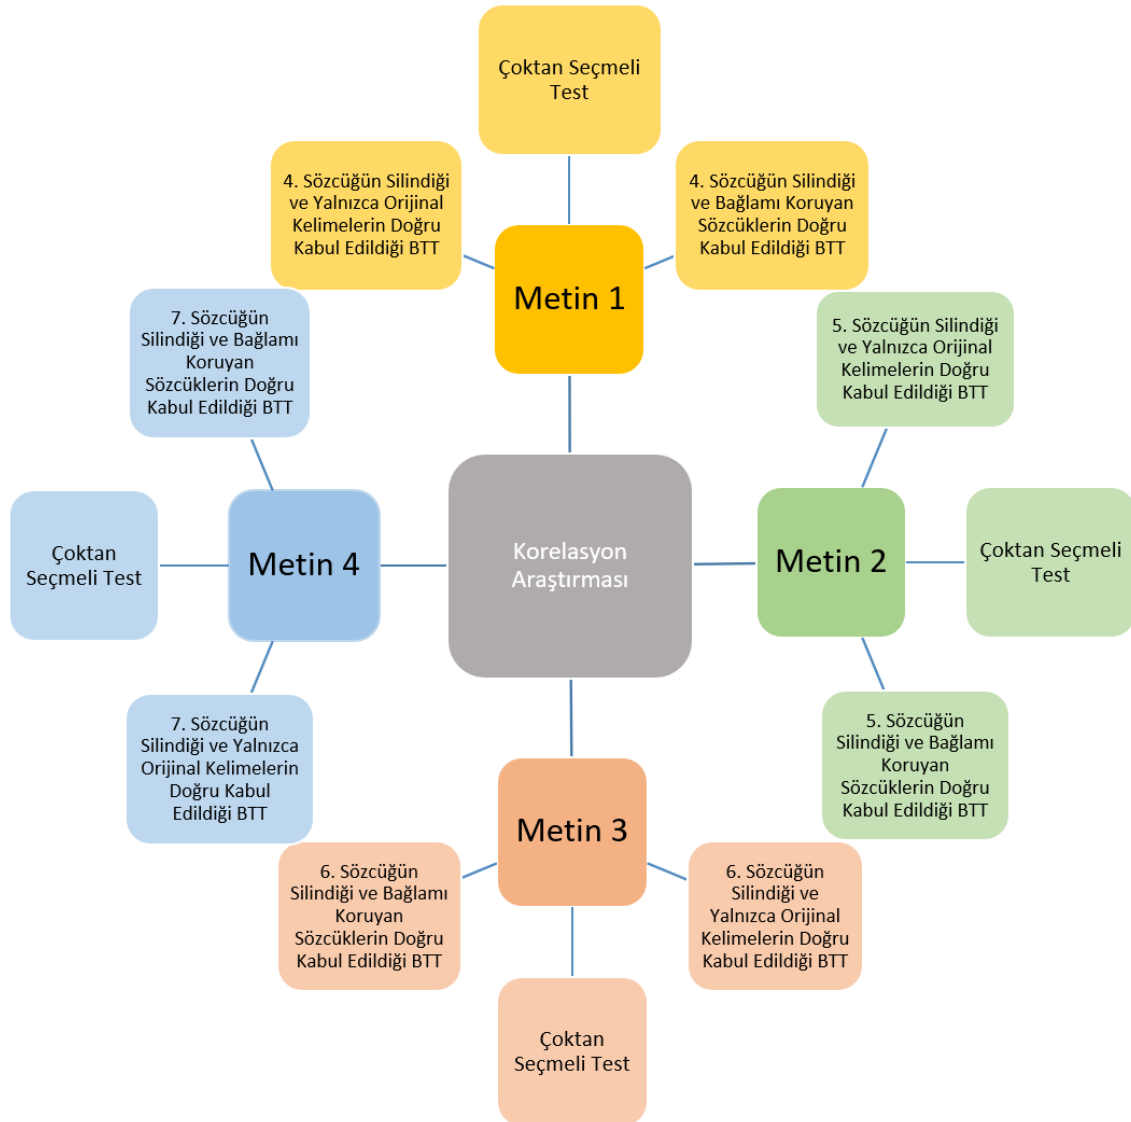 Çoktan Seçmeli
Test
4. Sözcüğün Silindiği
ve Yalnızca Orijinal
Kelimelerin Doğru
Kabul Edildiği BTT
4. Sözcüğün Silindiği
ve Bağlamı Koruyan
Sözcüklerin Doğru
Kabul Edildiği BTT
Metin 1
7. Sözcüğün
Silindiği ve Bağlamı
Koruyan
Sözcüklerin Doğru
Kabul Edildiği BTT
5. Sözcüğün Silindiği
ve Yalnızca Orijinal
Kelimelerin Doğru
Kabul Edildiği BTT
Çoktan
Seçmeli Test
Metin 4
Korelasyon
Araştırması
Metin 2
Çoktan Seçmeli
Test
7. Sözcüğün
Silindiği ve Yalnızca
Orijinal Kelimelerin
Doğru Kabul
Edildiği BTT
5. Sözcüğün
Silindiği ve Bağlamı
Koruyan
Sözcüklerin Doğru
Kabul Edildiği BTT
Metin 3
6. Sözcüğün
Silindiği ve Bağlamı
Koruyan
Sözcüklerin Doğru
Kabul Edildiği BTT
6. Sözcüğün
Silindiği ve
Yalnızca Orijinal
Kelimelerin Doğru
Kabul Edildiği BTT
Çoktan
Seçmeli Test